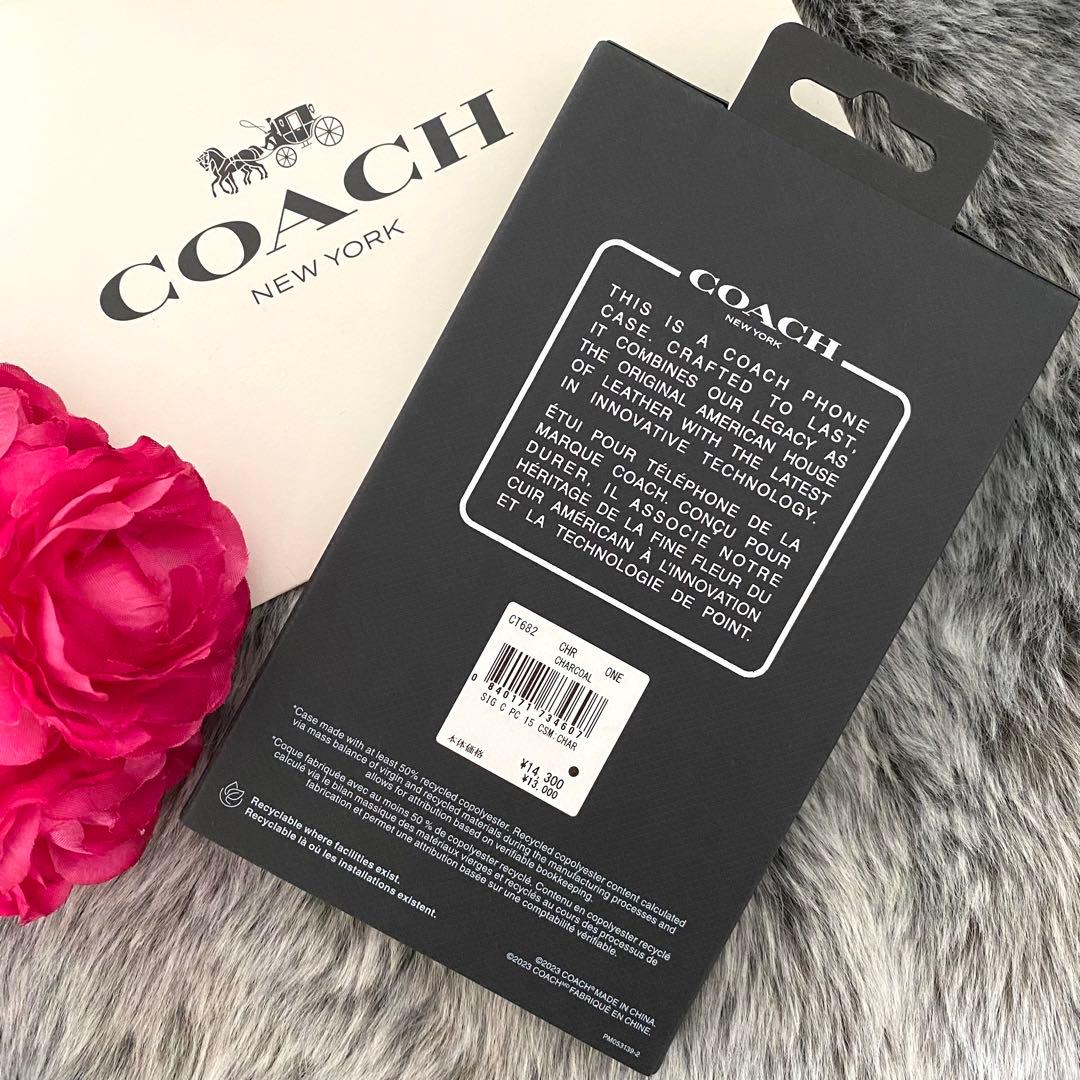 COACH
NEW YORK
COACH
NEW YORK
THIS IS A COACH PHONE
CASE. CRAFTED TO LAST,
IT COMBINES OUR LEGACY AS
THE ORIGINAL AMERICAN HOUSE
OF LEATHER WITH THE LATEST
IN INNOVATIVE TECHNOLOGY.
ÉTUI POUR TÉLÉPHONE DE LA
MARQUE COACH. CONÇU POUR
DURER, IL ASSOCIE NOTRE
HÉRITAGE DE LA FINE FLEUR DU
CUIR AMÉRICAIN À L'INNOVATION
ET LA TECHNOLOGIE DE POINT.
CT682 CHR ONE
CHARCOAL
0 840171 734607
SIG C PC 15 CSM:CHAR
本体価格 ¥14,300
¥13,000
*Case made with at least 50% recycled copolyester. Recycled copolyester content calculated
via mass balance of virgin and recycled materials during the manufacturing processes and
allows for attribution based on verifiable bookkeeping.
*Coque fabriquée avec au moins 50 % de copolyester recyclé. Contenu en copolyester recyclé
calculé via le bilan massique des matériaux vierges et recyclés au cours des processus de
fabrication et permet une attribution basée sur une comptabilité vérifiable.
Recyclable where facilities exist.
Recyclable là où les installations existent.
©2023 COACH® MADE IN CHINA.
©2023 COACHᴹᴰ FABRIQUÉ EN CHINE.
PM053139-2